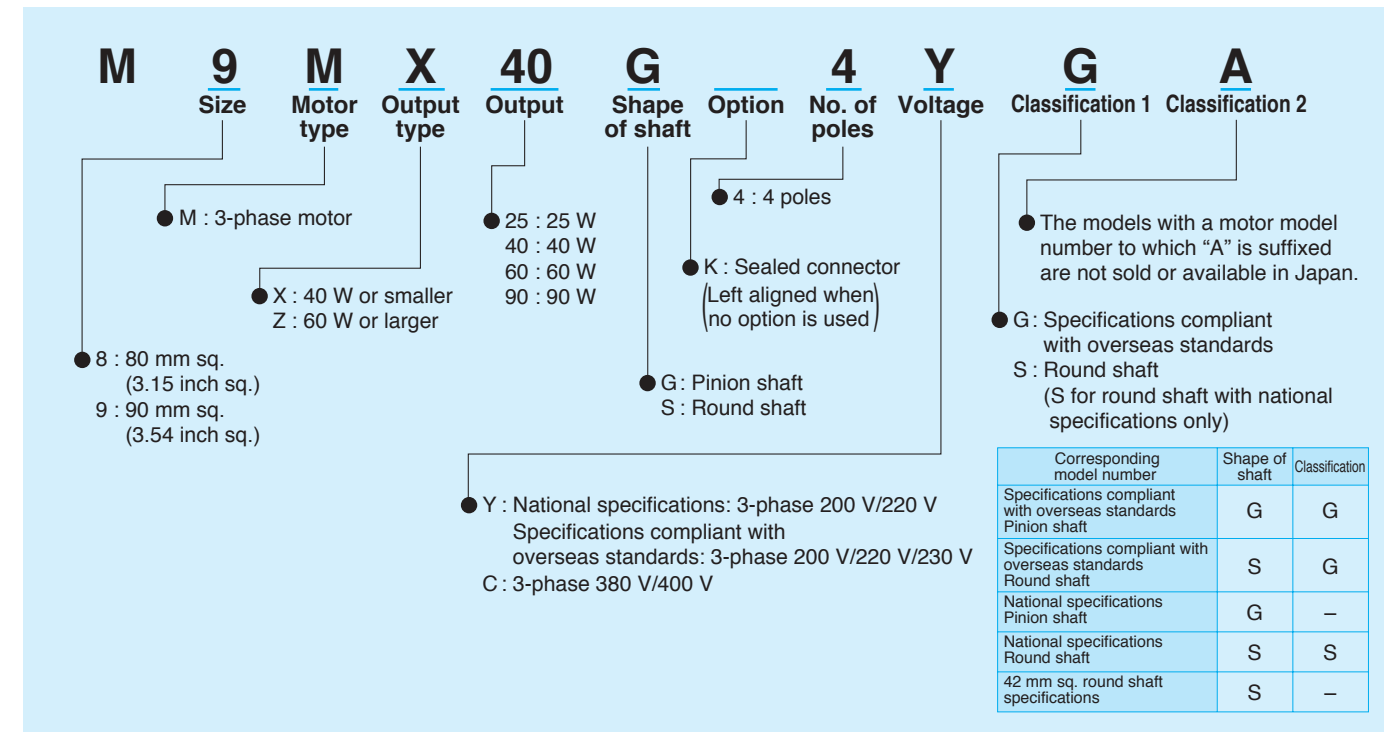 M 9 M X 40 G 4 Y G A
Size Motor type Output type Output Shape of shaft Option No. of poles Voltage Classification 1 Classification 2
M : 3-phase motor
X : 40 W or smaller
Z : 60 W or larger
8 : 80 mm sq.
(3.15 inch sq.)
9 : 90 mm sq.
(3.54 inch sq.)
25 : 25 W
40 : 40 W
60 : 60 W
90 : 90 W
4 : 4 poles
K : Sealed connector
(Left aligned when
no option is used)
G : Pinion shaft
S : Round shaft
Y : National specifications: 3-phase 200 V/220 V
Specifications compliant with
overseas standards: 3-phase 200 V/220 V/230 V
C : 3-phase 380 V/400 V
The models with a motor model
number to which “A” is suffixed
are not sold or available in Japan.
G : Specifications compliant
with overseas standards
S : Round shaft
(S for round shaft with national
specifications only)
Corresponding
model number
Shape of
shaft
Classification
Specifications compliant
with overseas standards
Pinion shaft
G G
Specifications compliant with
overseas standards
Round shaft
S G
National specifications
Pinion shaft
G –
National specifications
Round shaft
S S
42 mm sq. round shaft
specifications
S –